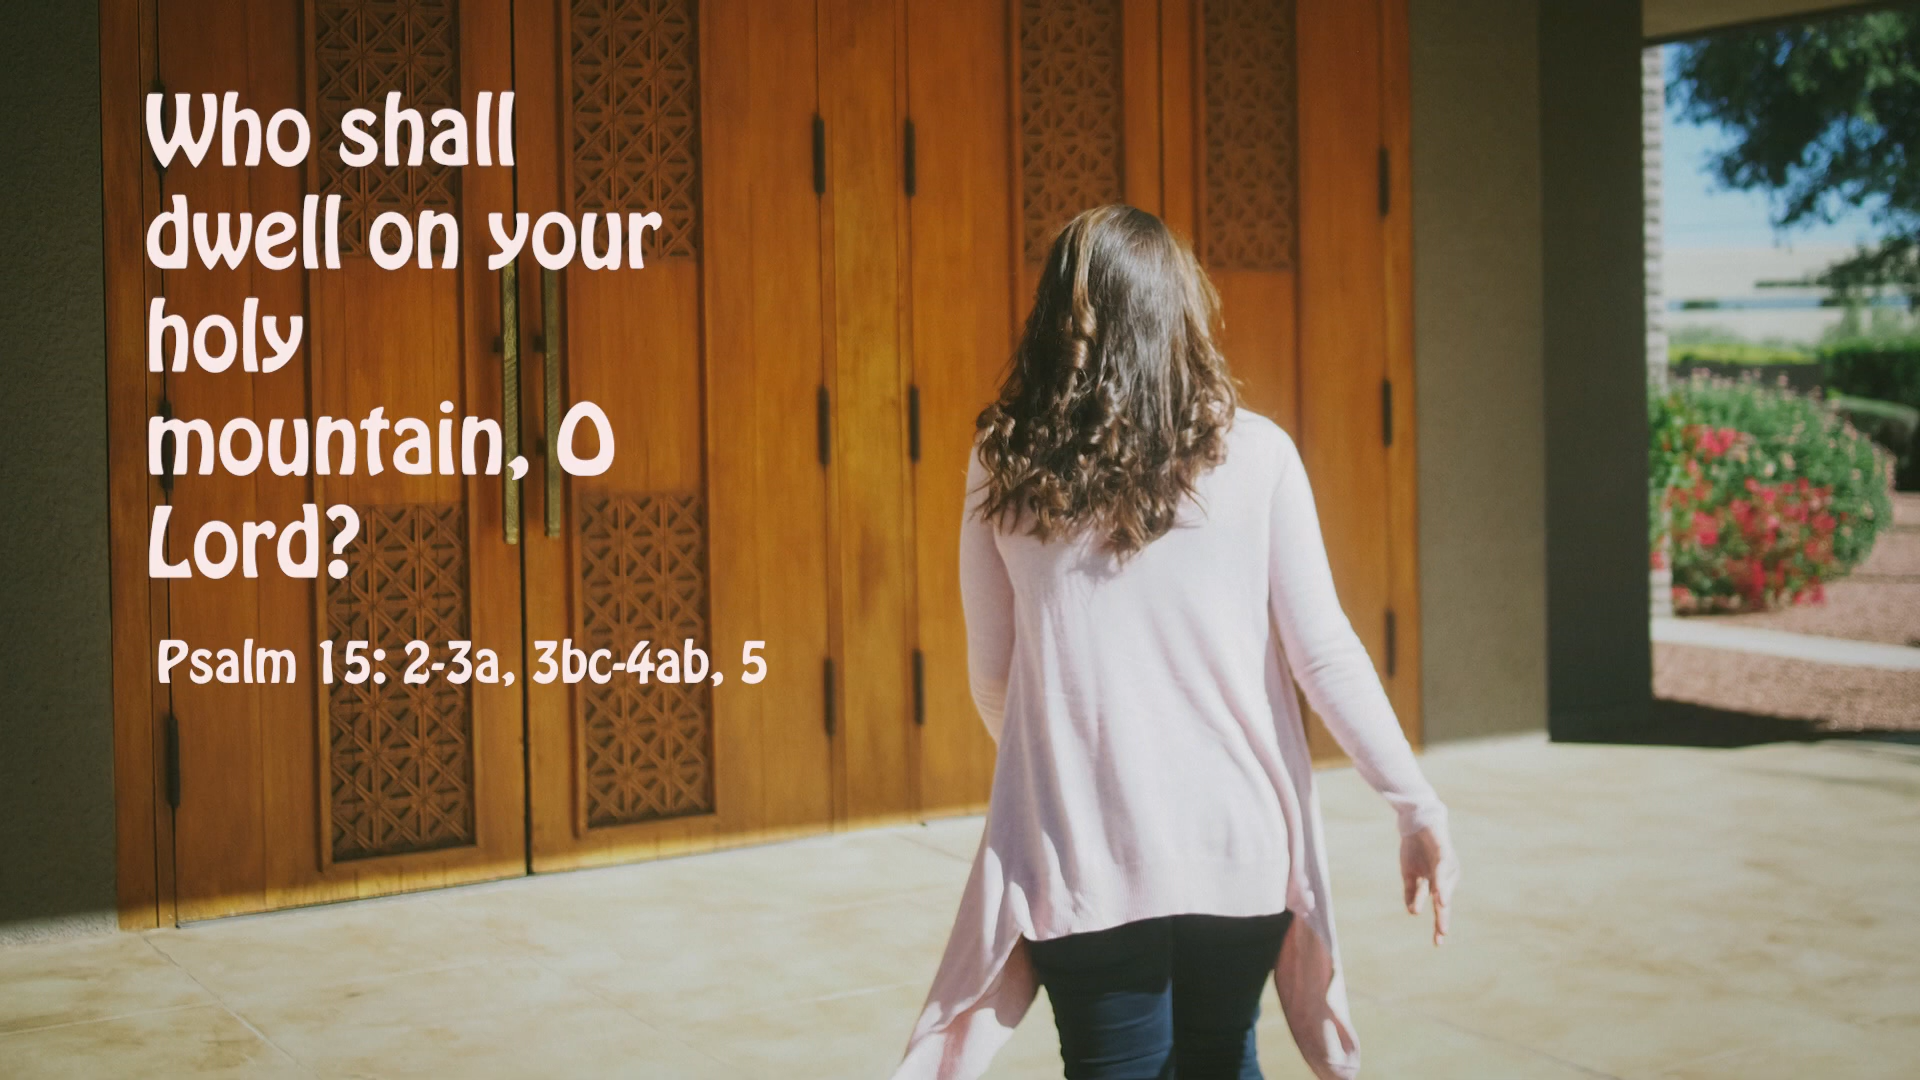 Who shall
dwell on your
holy
mountain, O
Lord?
Psalm 15: 2-3a, 3bc-4ab, 5